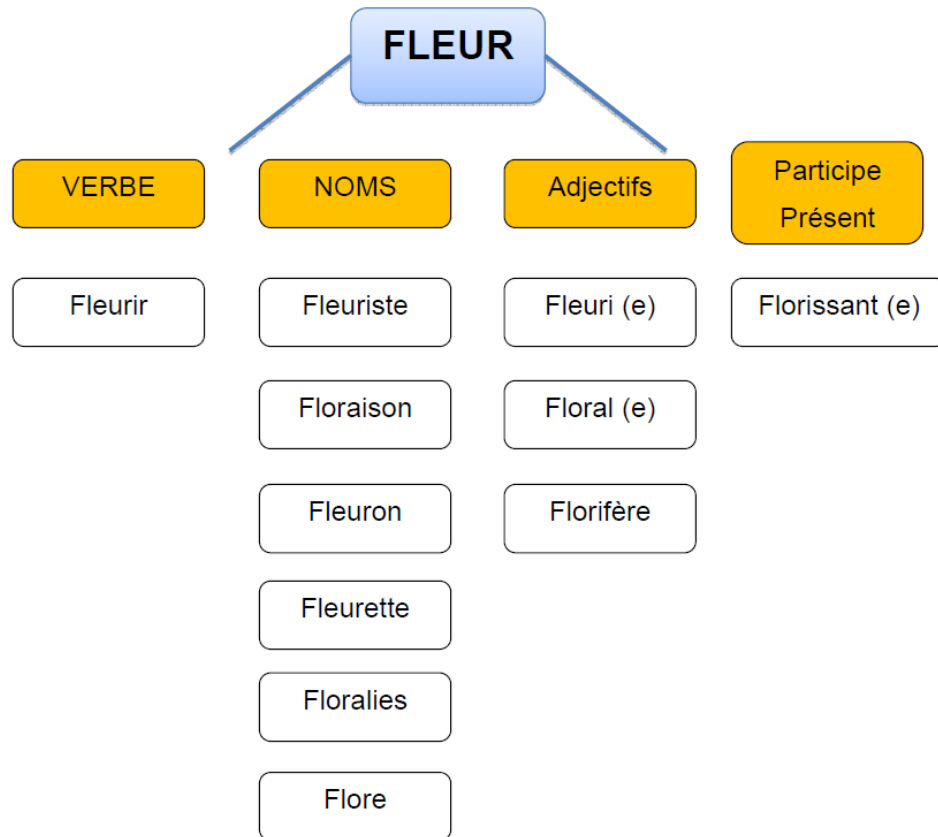 FLEUR
VERBE
NOMS
Adjectifs
Participe
Présent
Fleurir
Fleuriste
Fleuri (e)
Florissant (e)
Floraison
Floral (e)
Fleuron
Florifère
Fleurette
Floralies
Flore